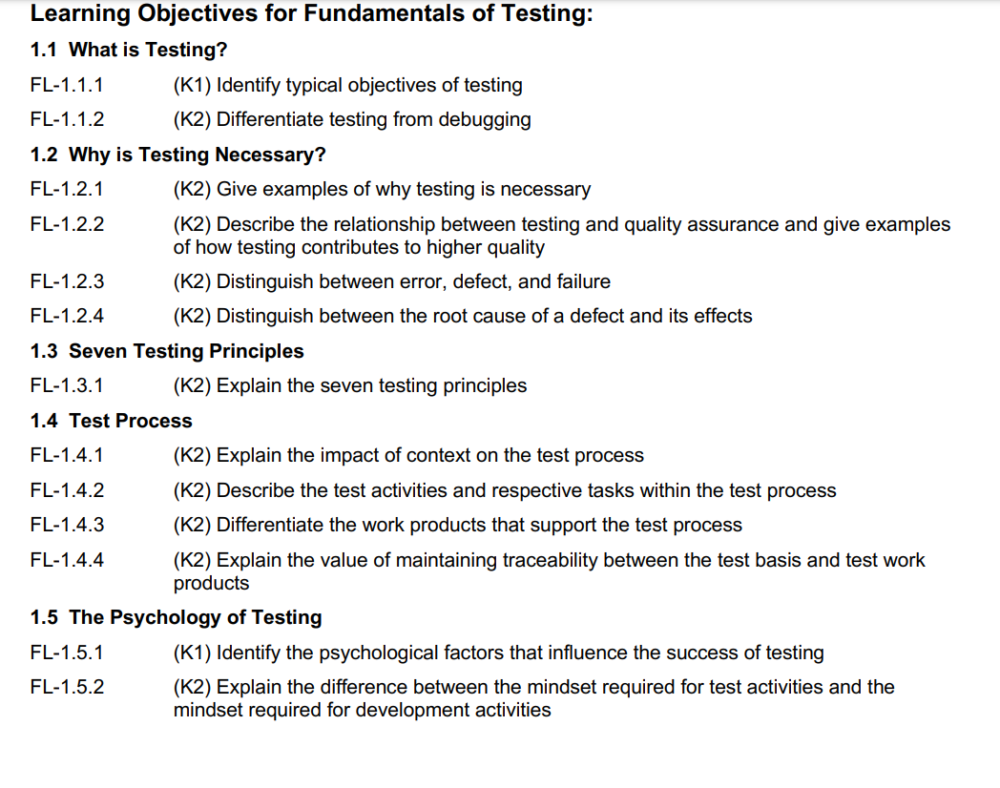 Learning Objectives for Fundamentals of Testing:
1.1 What is Testing?
FL-1.1.1 (K1) Identify typical objectives of testing
FL-1.1.2 (K2) Differentiate testing from debugging
1.2 Why is Testing Necessary?
FL-1.2.1 (K2) Give examples of why testing is necessary
FL-1.2.2 (K2) Describe the relationship between testing and quality assurance and give examples
of how testing contributes to higher quality
FL-1.2.3 (K2) Distinguish between error, defect, and failure
FL-1.2.4 (K2) Distinguish between the root cause of a defect and its effects
1.3 Seven Testing Principles
FL-1.3.1 (K2) Explain the seven testing principles
1.4 Test Process
FL-1.4.1 (K2) Explain the impact of context on the test process
FL-1.4.2 (K2) Describe the test activities and respective tasks within the test process
FL-1.4.3 (K2) Differentiate the work products that support the test process
FL-1.4.4 (K2) Explain the value of maintaining traceability between the test basis and test work
products
1.5 The Psychology of Testing
FL-1.5.1 (K1) Identify the psychological factors that influence the success of testing
FL-1.5.2 (K2) Explain the difference between the mindset required for test activities and the
mindset required for development activities